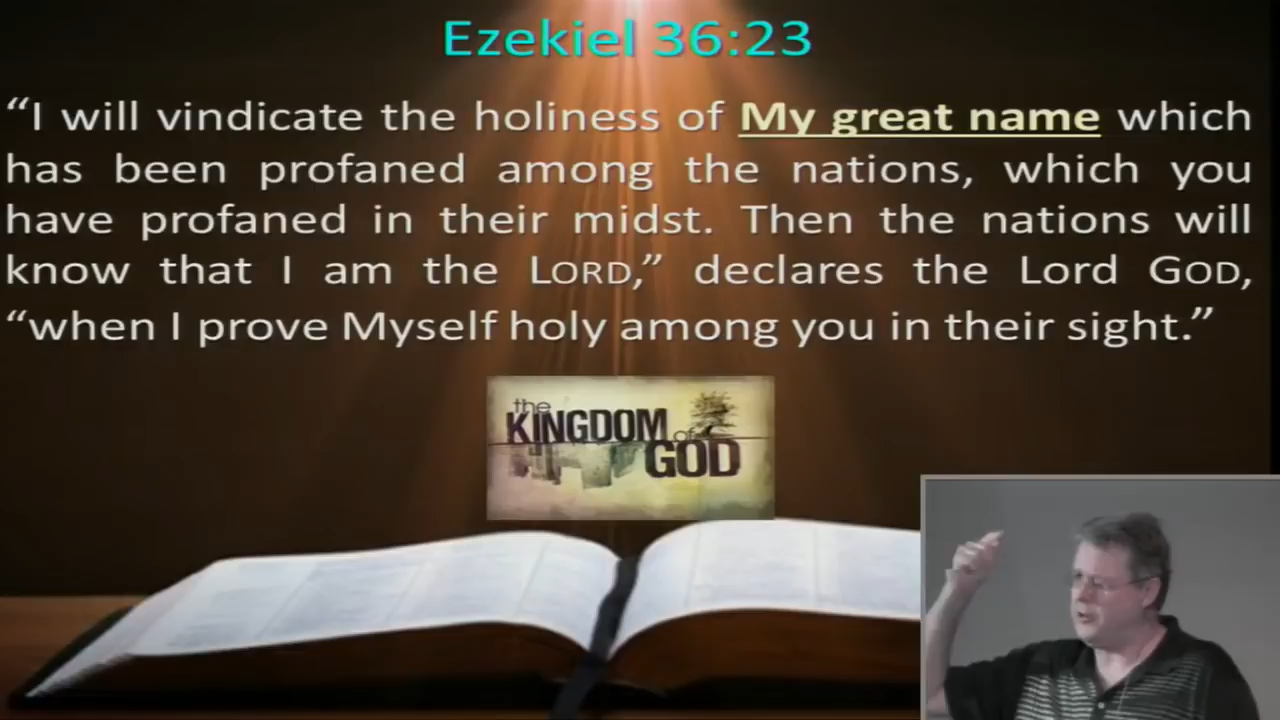 Ezekiel 36:23
“I will vindicate the holiness of My great name which
has been profaned among the nations, which you
have profaned in their midst. Then the nations will
know that I am the LORD,” declares the Lord GOD,
“when I prove Myself holy among you in their sight.”
the
KINGDOM
of
GOD